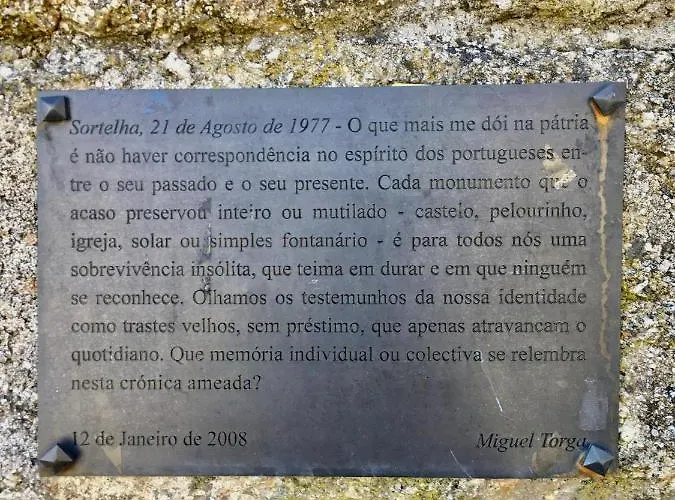 Sortelha, 21 de Agosto de 1977 - O que mais me dói na pátria
é não haver correspondência no espírito dos portugueses en-
tre o seu passado e o seu presente. Cada monumento que o
acaso preservou inteiro ou mutilado - castelo, pelourinho,
igreja, solar ou simples fontanário - é para todos nós uma
sobrevivência insólita, que teima em durar e em que ninguém
se reconhece. Olhamos os testemunhos da nossa identidade
como trastes velhos, sem préstimo, que apenas atravancam o
quotidiano. Que memória individual ou colectiva se relembra
nesta crónica ameada?
12 de Janeiro de 2008 Miguel Torga